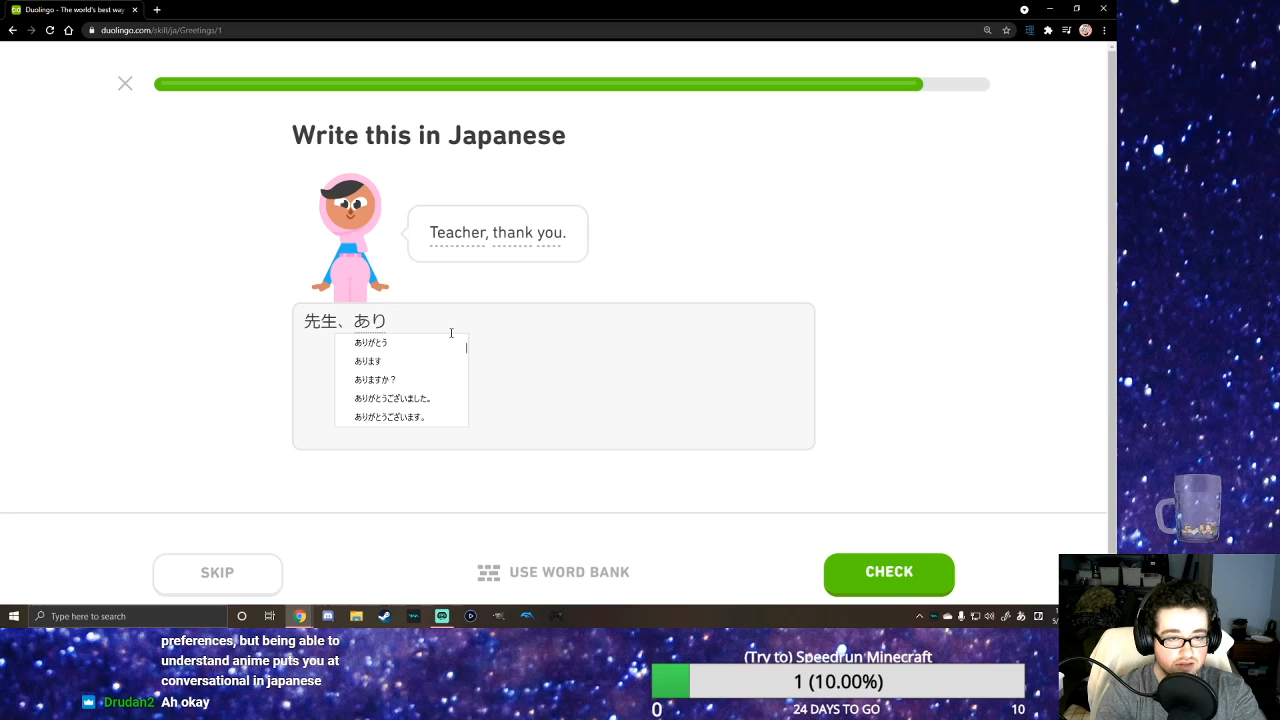 Duolingo - The world's best way
duolingo.com/skill/ja/Greetings/1
Write this in Japanese
Teacher, thank you.
先生、あり
ありがとう
あります
ありますか？
ありがとうございました。
ありがとうございます。
SKIP
USE WORD BANK
CHECK
Type here to search
preferences, but being able to
understand anime puts you at
conversational in japanese
Drudan2 Ah okay
(Try to) Speedrun Minecraft
1 (10.00%)
0
24 DAYS TO GO
10